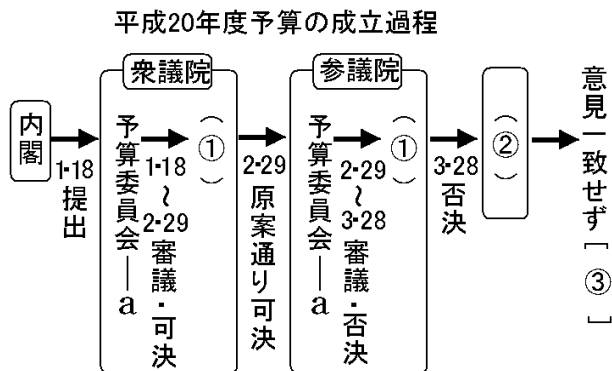 平成20年度予算の成立過程
内閣
1・18
提出
衆議院
予算委員会―a
1・18
～
2・29
審議・可決
（①）
2・29
原案通り可決
参議院
予算委員会―a
2・29
～
3・28
審議・否決
（①）
3・28
否決
（②）
意見一致せず［③］